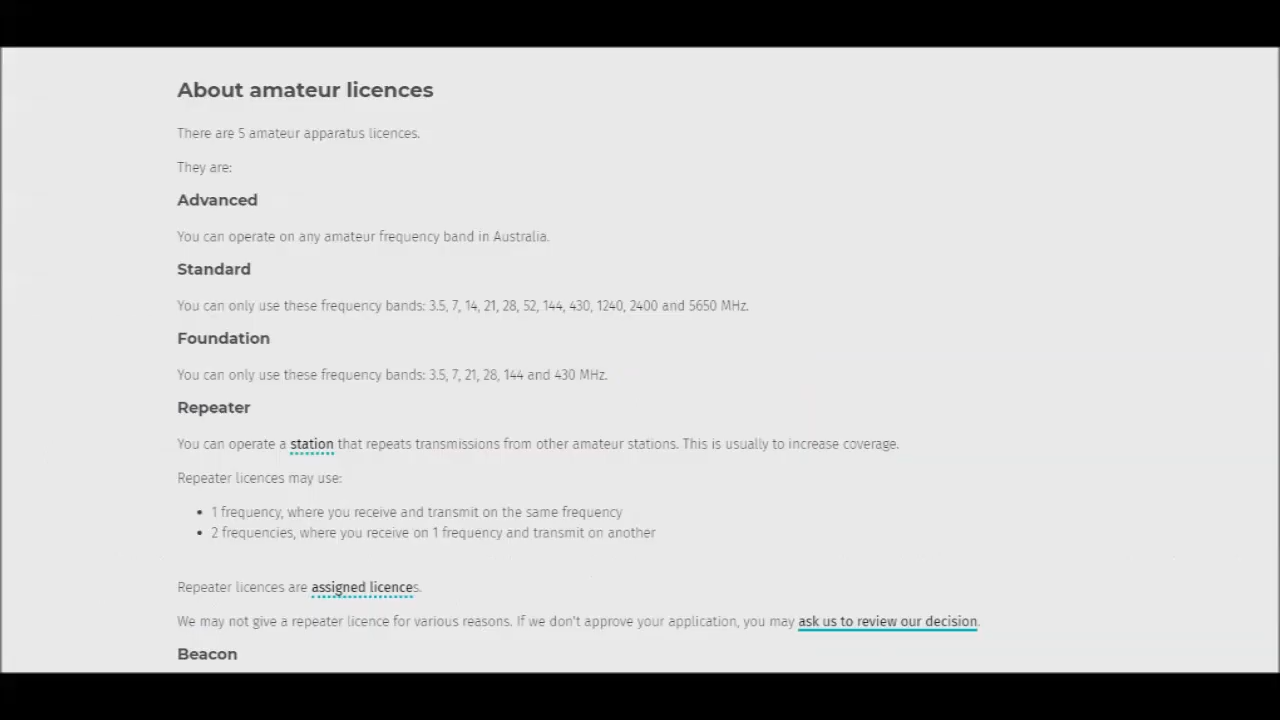 About amateur licences
There are 5 amateur apparatus licences.
They are:
Advanced
You can operate on any amateur frequency band in Australia.
Standard
You can only use these frequency bands: 3.5, 7, 14, 21, 28, 52, 144, 430, 1240, 2400 and 5650 MHz.
Foundation
You can only use these frequency bands: 3.5, 7, 21, 28, 144 and 430 MHz.
Repeater
You can operate a station that repeats transmissions from other amateur stations. This is usually to increase coverage.
Repeater licences may use:
• 1 frequency, where you receive and transmit on the same frequency
• 2 frequencies, where you receive on 1 frequency and transmit on another
Repeater licences are assigned licences.
We may not give a repeater licence for various reasons. If we don't approve your application, you may ask us to review our decision.
Beacon